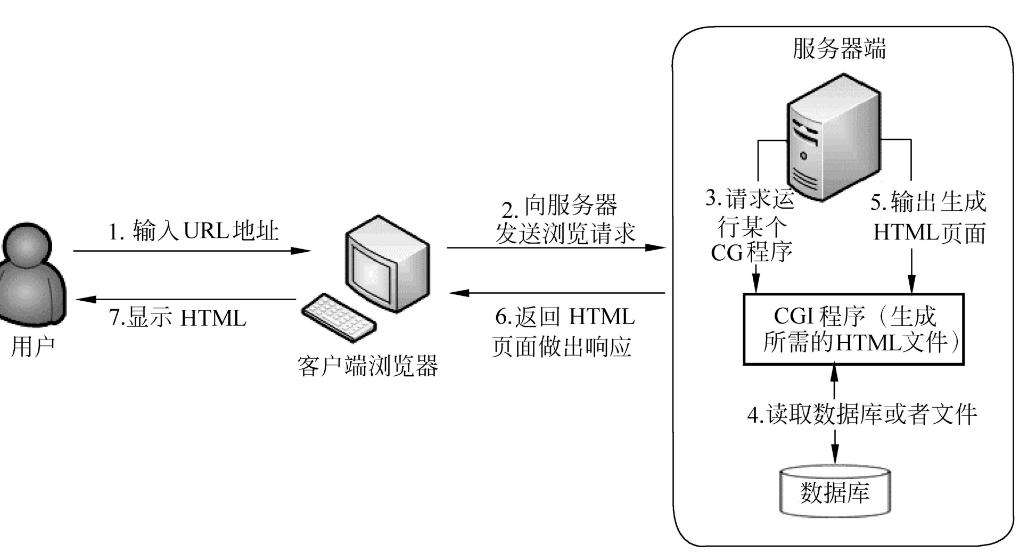 服务器端
1. 输入URL地址
2. 向服务器
发送浏览请求
3.请求运
行某个
CG程序
5.输出生成
HTML页面
7.显示 HTML
6.返回 HTML
页面做出响应
CGI程序（生成
所需的HTML文件）
用户
客户端浏览器
4.读取数据库或者文件
数据库